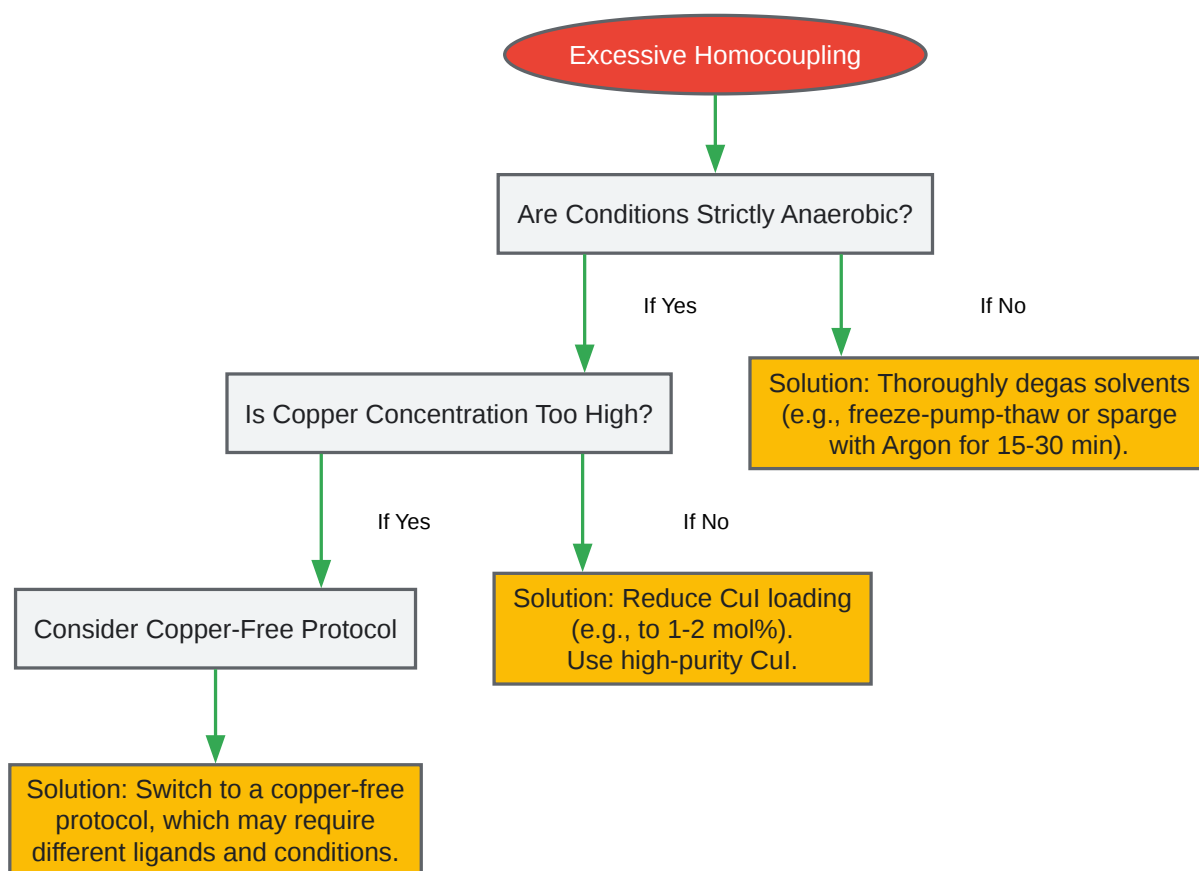 Excessive Homocoupling
Are Conditions Strictly Anaerobic?
If Yes
If No
Is Copper Concentration Too High?
Solution: Thoroughly degas solvents
(e.g., freeze-pump-thaw or sparge
with Argon for 15-30 min).
If Yes
If No
Consider Copper-Free Protocol
Solution: Reduce CuI loading
(e.g., to 1-2 mol%).
Use high-purity CuI.
Solution: Switch to a copper-free
protocol, which may require
different ligands and conditions.